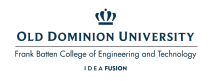 OLD DOMINION UNIVERSITY
Frank Batten College of Engineering and Technology
IDEA FUSION